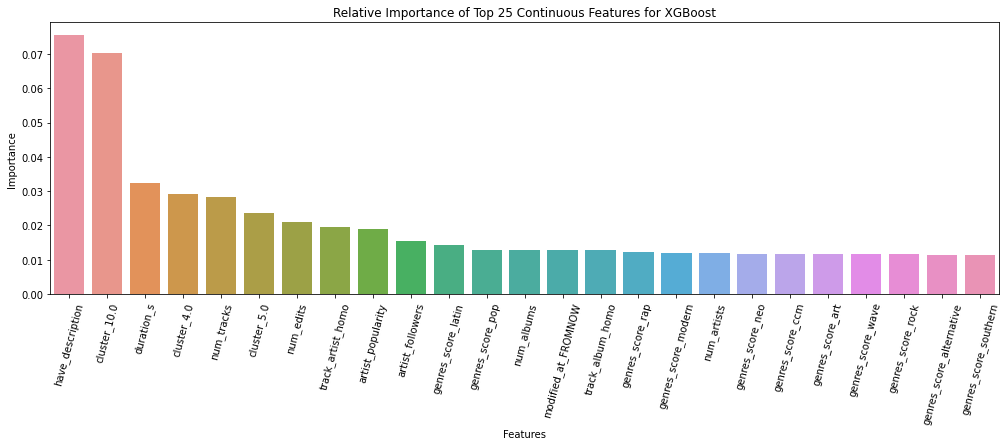 Relative Importance of Top 25 Continuous Features for XGBoost
Importance
0.07
0.06
0.05
0.04
0.03
0.02
0.01
0.00
have_description
cluster_10.0
duration_s
cluster_4.0
num_tracks
cluster_5.0
num_edits
track_artist_homo
artist_popularity
artist_followers
genres_score_latin
genres_score_pop
num_albums
modified_at_FROMNOW
track_album_homo
genres_score_rap
genres_score_modern
num_artists
genres_score_neo
genres_score_ccm
genres_score_art
genres_score_wave
genres_score_rock
genres_score_alternative
genres_score_southern
Features